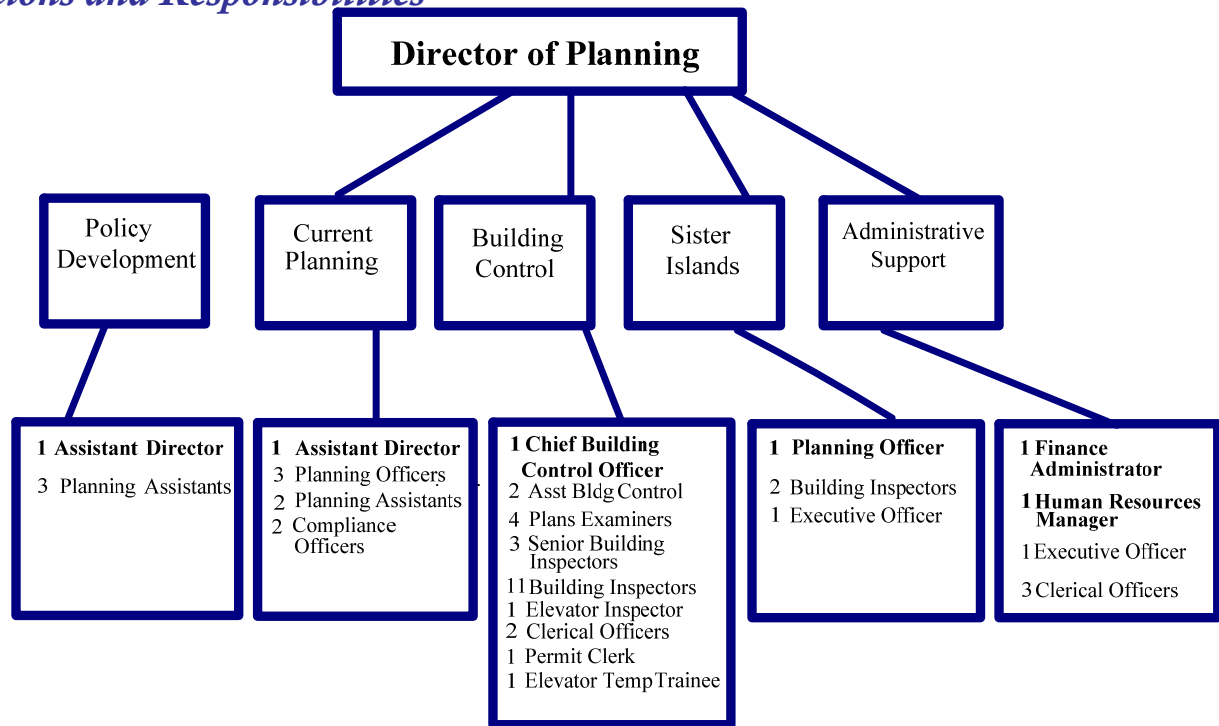 and Responsibilities
Director of Planning
Policy
Development
Current
Planning
Building
Control
Sister
Islands
Administrative
Support
1 Assistant Director
3 Planning Assistants
1 Assistant Director
3 Planning Officers
2 Planning Assistants
2 Compliance
Officers
1 Chief Building
Control Officer
2 Asst Bldg Control
4 Plans Examiners
3 Senior Building
Inspectors
11 Building Inspectors
1 Elevator Inspector
2 Clerical Officers
1 Permit Clerk
1 Elevator Temp Trainee
1 Planning Officer
2 Building Inspectors
1 Executive Officer
1 Finance
Administrator
1 Human Resources
Manager
1 Executive Officer
3 Clerical Officers